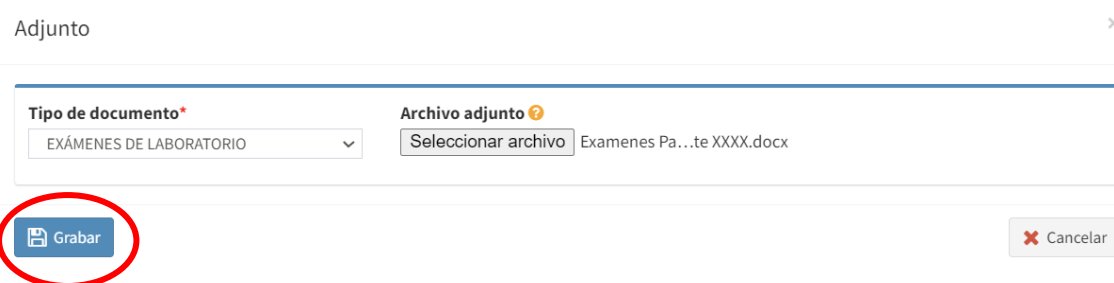 Adjunto
Tipo de documento*
Archivo adjunto
EXÁMENES DE LABORATORIO
Seleccionar archivo Examenes Pa...te XXXX.docx
Grabar
Cancelar